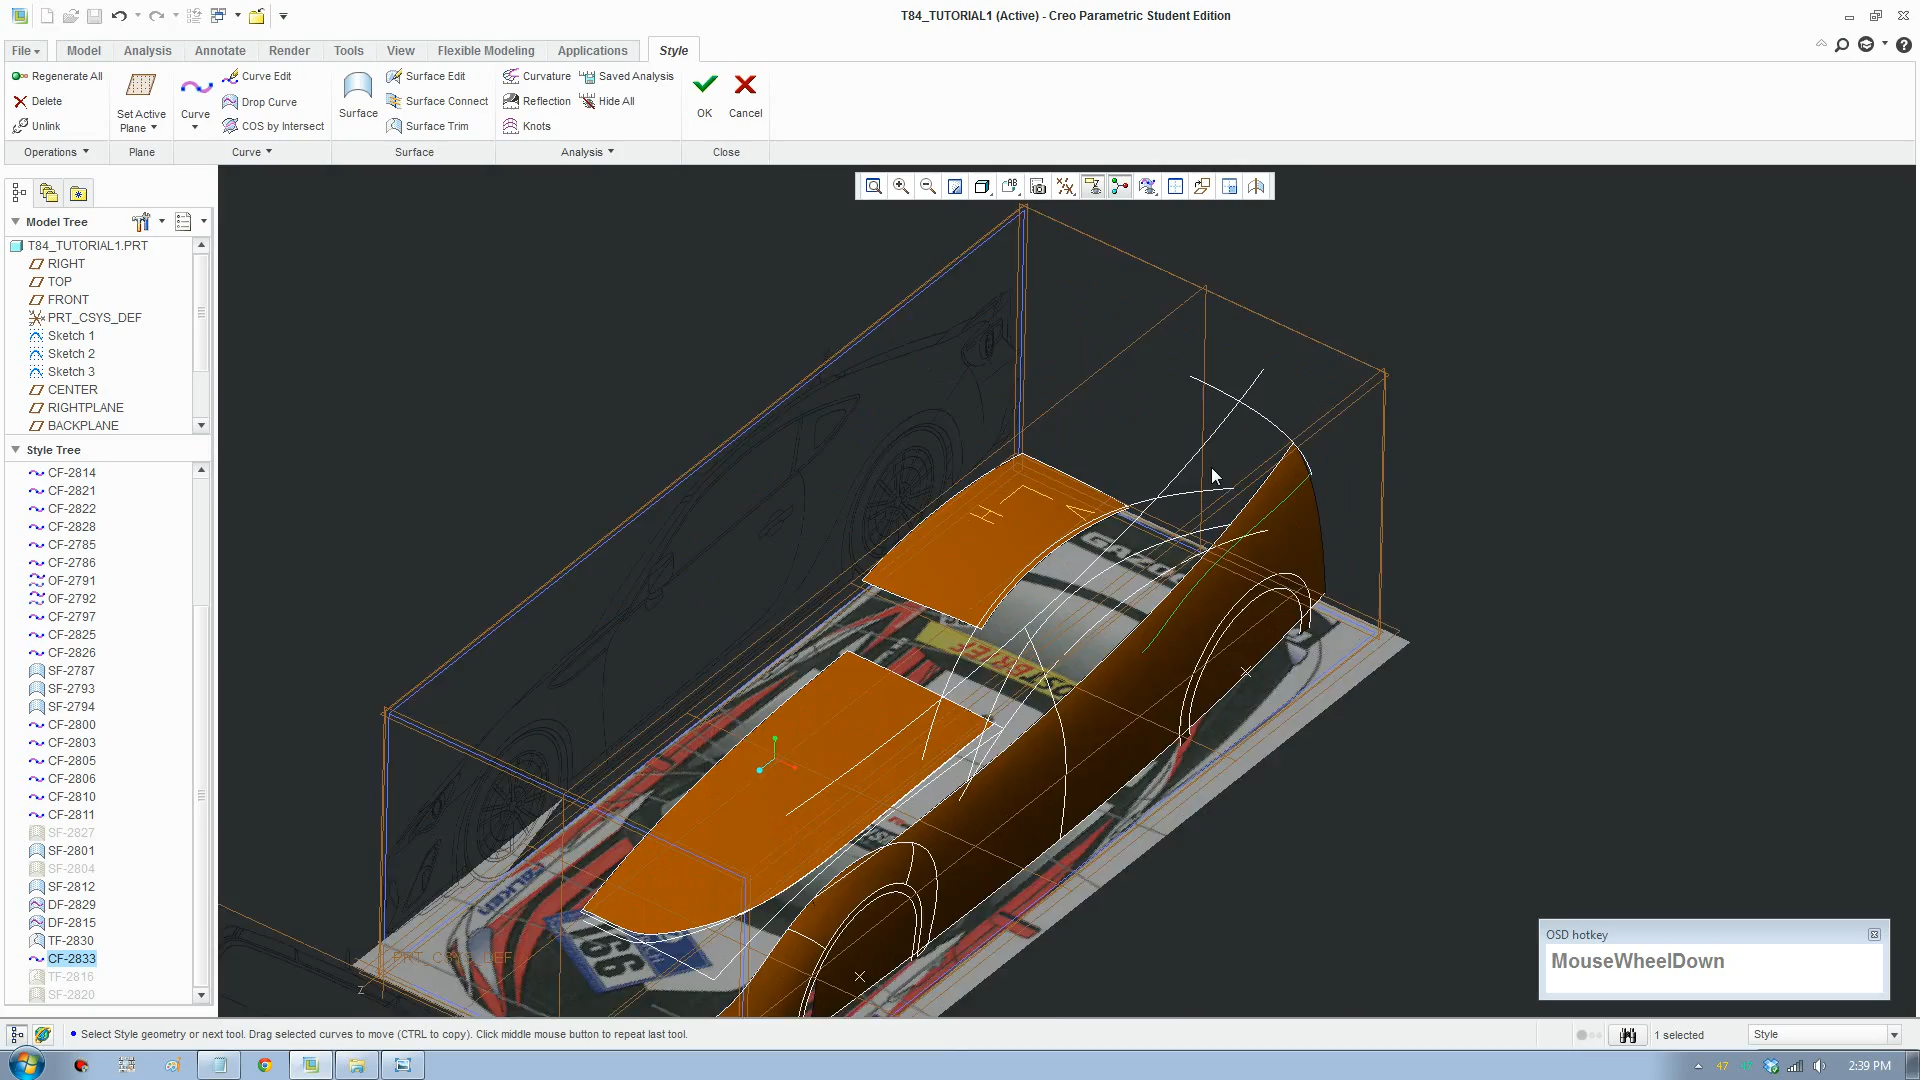 T84_TUTORIAL1 (Active) - Creo Parametric Student Edition
File
Model
Analysis
Annotate
Render
Tools
View
Flexible Modeling
Applications
Style
Regenerate All
Delete
Unlink
Set Active Plane
Curve
Curve Edit
Drop Curve
COS by Intersect
Surface
Surface Edit
Surface Connect
Surface Trim
Curvature
Reflection
Knots
Saved Analysis
Hide All
OK
Cancel
Operations
Plane
Curve
Surface
Analysis
Close
Model Tree
T84_TUTORIAL1.PRT
RIGHT
TOP
FRONT
PRT_CSYS_DEF
Sketch 1
Sketch 2
Sketch 3
CENTER
RIGHTPLANE
BACKPLANE
Style Tree
CF-2814
CF-2821
CF-2822
CF-2828
CF-2785
CF-2786
OF-2791
OF-2792
CF-2797
CF-2825
CF-2826
SF-2787
SF-2793
SF-2794
CF-2800
CF-2803
CF-2805
CF-2806
CF-2810
CF-2811
SF-2827
SF-2801
SF-2804
SF-2812
DF-2829
DF-2815
TF-2830
CF-2833
TF-2816
SF-2820
GAZOO
166
PRT_CSYS_DEF
Z
OSD hotkey
MouseWheelDown
Select Style geometry or next tool. Drag selected curves to move (CTRL to copy). Click middle mouse button to repeat last tool.
1 selected
Style
47
2:39 PM